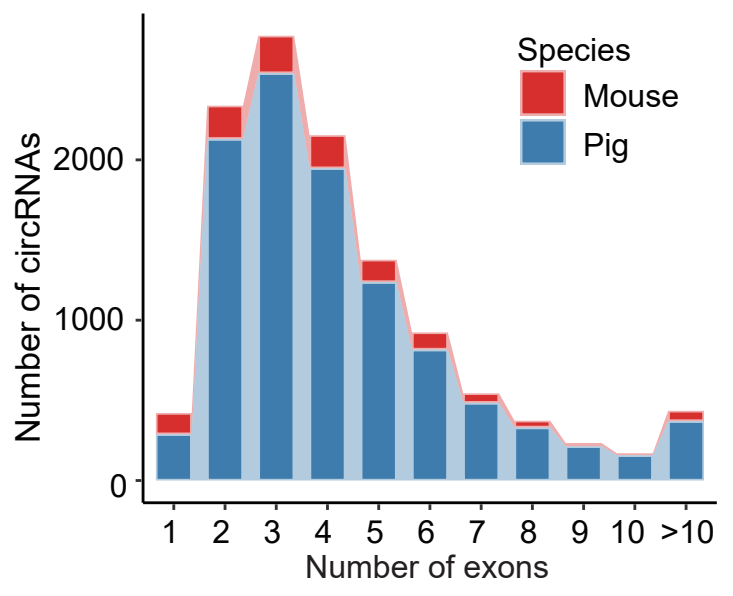 Species
Mouse
Pig
Number of circRNAs
2000
1000
0
1 2 3 4 5 6 7 8 9 10 >10
Number of exons